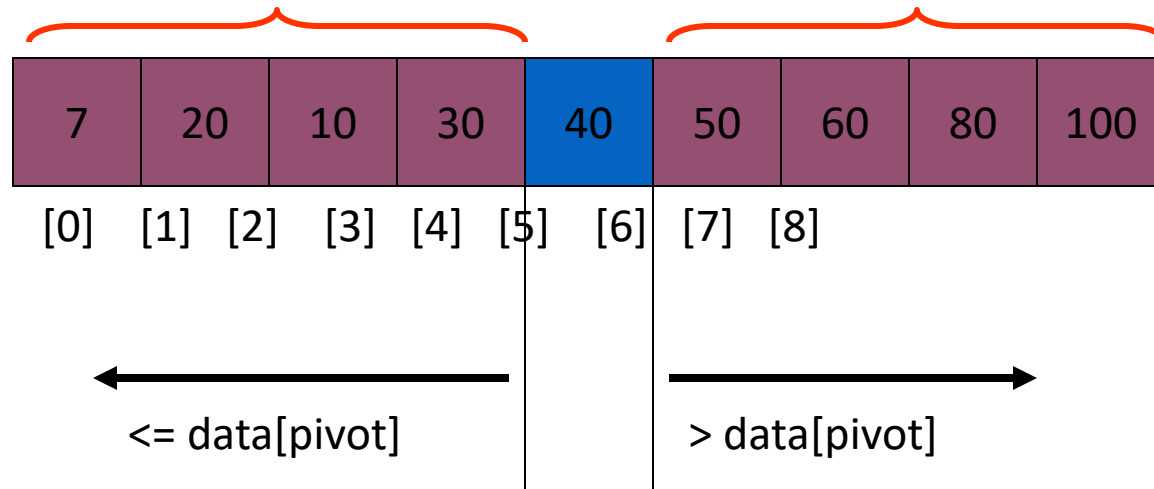 7 20 10 30 40 50 60 80 100
[0] [1] [2] [3] [4] [5] [6] [7] [8]
<= data[pivot] > data[pivot]